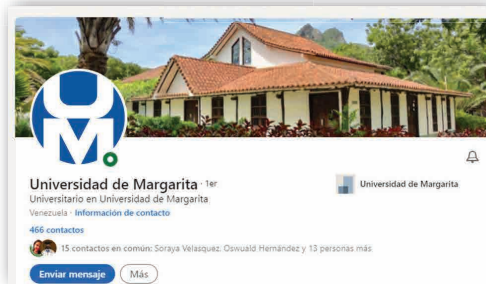 UM
Universidad de Margarita · 1er
Universidad de Margarita
Universitario en Universidad de Margarita
Venezuela · Información de contacto
466 contactos
15 contactos en común: Soraya Velasquez, Oswuald Hernández y 13 personas más
Enviar mensaje
Más